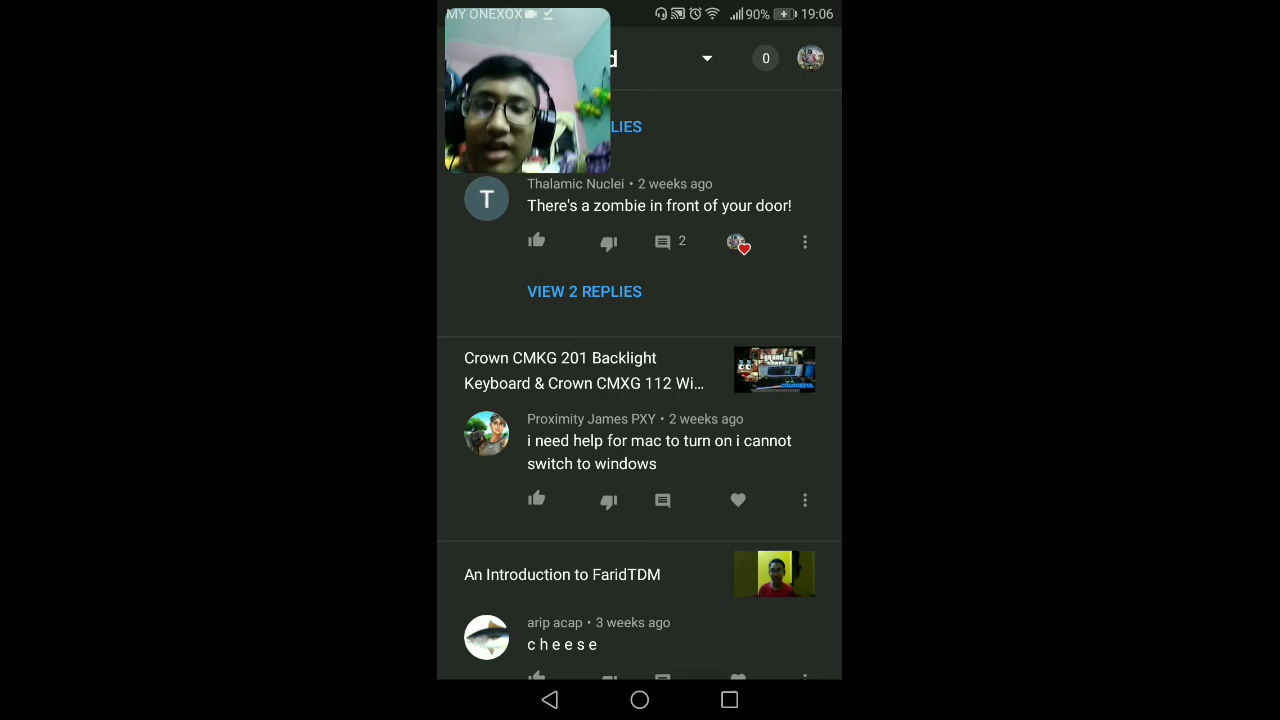 MY ONEXOX 90% 19:06
d 0
LIES
Thalamic Nuclei • 2 weeks ago
T
There's a zombie in front of your door!
2
VIEW 2 REPLIES
Crown CMKG 201 Backlight
Keyboard & Crown CMXG 112 Wi...
Proximity James PXY • 2 weeks ago
i need help for mac to turn on i cannot
switch to windows
An Introduction to FaridTDM
arip acap • 3 weeks ago
c h e e s e